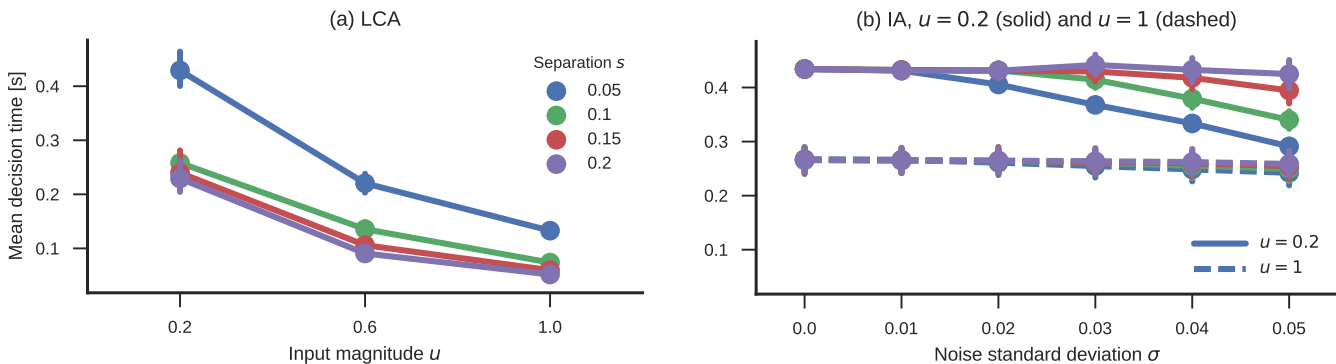 (a) LCA
Mean decision time [s]
0.4
0.3
0.2
0.1
Separation s
0.05
0.1
0.15
0.2
0.2 0.6 1.0
Input magnitude u
(b) IA, u = 0.2 (solid) and u = 1 (dashed)
0.4
0.3
0.2
0.1
u = 0.2
u = 1
0.0 0.01 0.02 0.03 0.04 0.05
Noise standard deviation σ